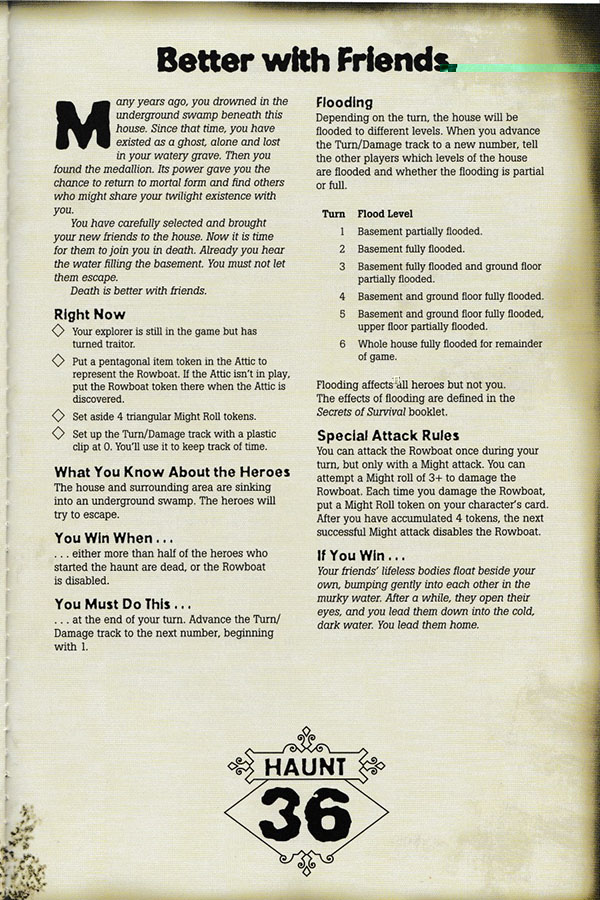 Better with Friends
Many years ago, you drowned in the
underground swamp beneath this
house. Since that time, you have
existed as a ghost, alone and lost
in your watery grave. Then you
found the medallion. Its power gave you the
chance to return to mortal form and find others
who might share your twilight existence with
you.
You have carefully selected and brought
your new friends to the house. Now it is time
for them to join you in death. Already you hear
the water filling the basement. You must not let
them escape.
Death is better with friends.
Right Now
Your explorer is still in the game but has
turned traitor.
Put a pentagonal item token in the Attic to
represent the Rowboat. If the Attic isn't in play,
put the Rowboat token there when the Attic is
discovered.
Set aside 4 triangular Might Roll tokens.
Set up the Turn/Damage track with a plastic
clip at 0. You'll use it to keep track of time.
What You Know About the Heroes
The house and surrounding area are sinking
into an underground swamp. The heroes will
try to escape.
You Win When . . .
. . . either more than half of the heroes who
started the haunt are dead, or the Rowboat
is disabled.
You Must Do This . . .
. . . at the end of your turn. Advance the Turn/
Damage track to the next number, beginning
with 1.
Flooding
Depending on the turn, the house will be
flooded to different levels. When you advance
the Turn/Damage track to a new number, tell
the other players which levels of the house
are flooded and whether the flooding is partial
or full.
Turn Flood Level
1 Basement partially flooded.
2 Basement fully flooded.
3 Basement fully flooded and ground floor
partially flooded.
4 Basement and ground floor fully flooded.
5 Basement and ground floor fully flooded,
upper floor partially flooded.
6 Whole house fully flooded for remainder
of game.
Flooding affects all heroes but not you.
The effects of flooding are defined in the
Secrets of Survival booklet.
Special Attack Rules
You can attack the Rowboat once during your
turn, but only with a Might attack. You can
attempt a Might roll of 3+ to damage the
Rowboat. Each time you damage the Rowboat,
put a Might Roll token on your character's card.
After you have accumulated 4 tokens, the next
successful Might attack disables the Rowboat.
If You Win . . .
Your friends' lifeless bodies float beside your
own, bumping gently into each other in the
murky water. After a while, they open their
eyes, and you lead them down into the cold,
dark water. You lead them home.
HAUNT
36